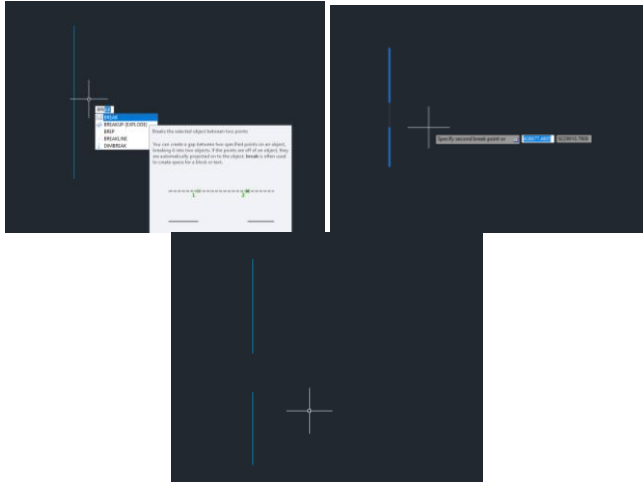 BREAK
BREAKUP (EXPLODE)
BREP
BREAKLINE
DIMBREAK
Breaks the selected object between two points
You can create a gap between two specified points on an object,
breaking it into two objects. If the points are off of an object, they
are automatically projected on to the object. Break is often used
to create space for a block or text.
1
2
Specify second break point or